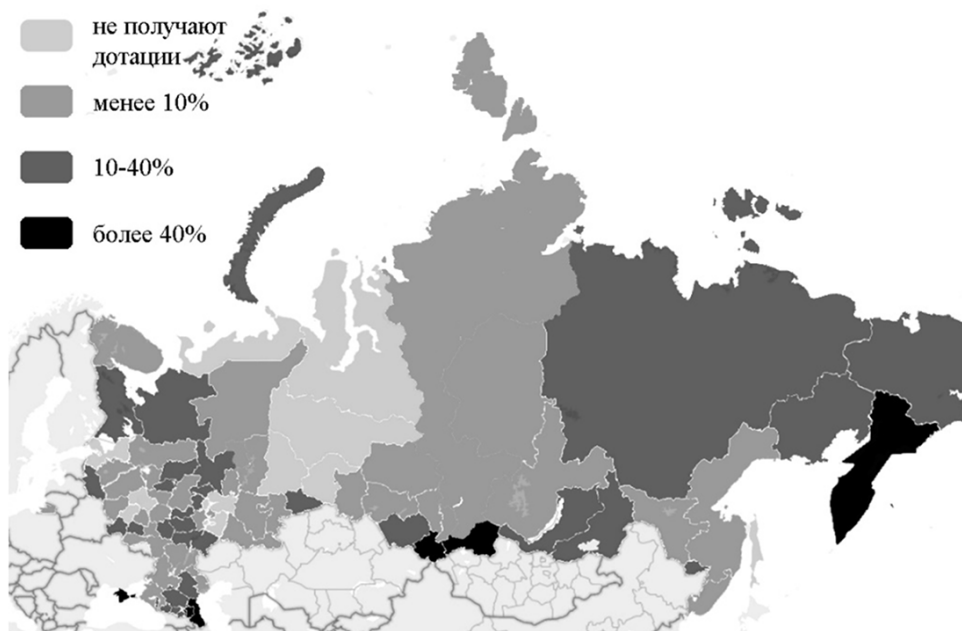 не получают
дотации
менее 10%
10-40%
более 40%